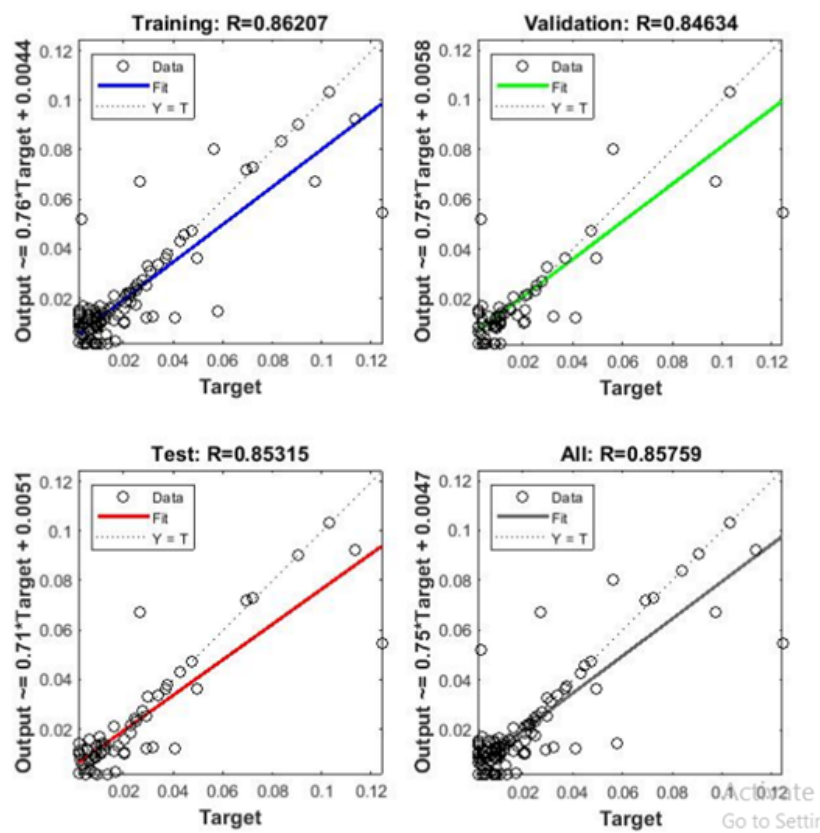 Training: R=0.86207
Output ~= 0.76*Target + 0.0044
0.12
0.1
0.08
0.06
0.04
0.02
Data
Fit
Y = T
0.02 0.04 0.06 0.08 0.1 0.12
Target
Validation: R=0.84634
Output ~= 0.75*Target + 0.0058
0.12
0.1
0.08
0.06
0.04
0.02
Data
Fit
Y = T
0.02 0.04 0.06 0.08 0.1 0.12
Target
Test: R=0.85315
Output ~= 0.71*Target + 0.0051
0.12
0.1
0.08
0.06
0.04
0.02
Data
Fit
Y = T
0.02 0.04 0.06 0.08 0.1 0.12
Target
All: R=0.85759
Output ~= 0.75*Target + 0.0047
0.12
0.1
0.08
0.06
0.04
0.02
Data
Fit
Y = T
0.02 0.04 0.06 0.08 0.1 0.12
Target
Activate
Go to Settin